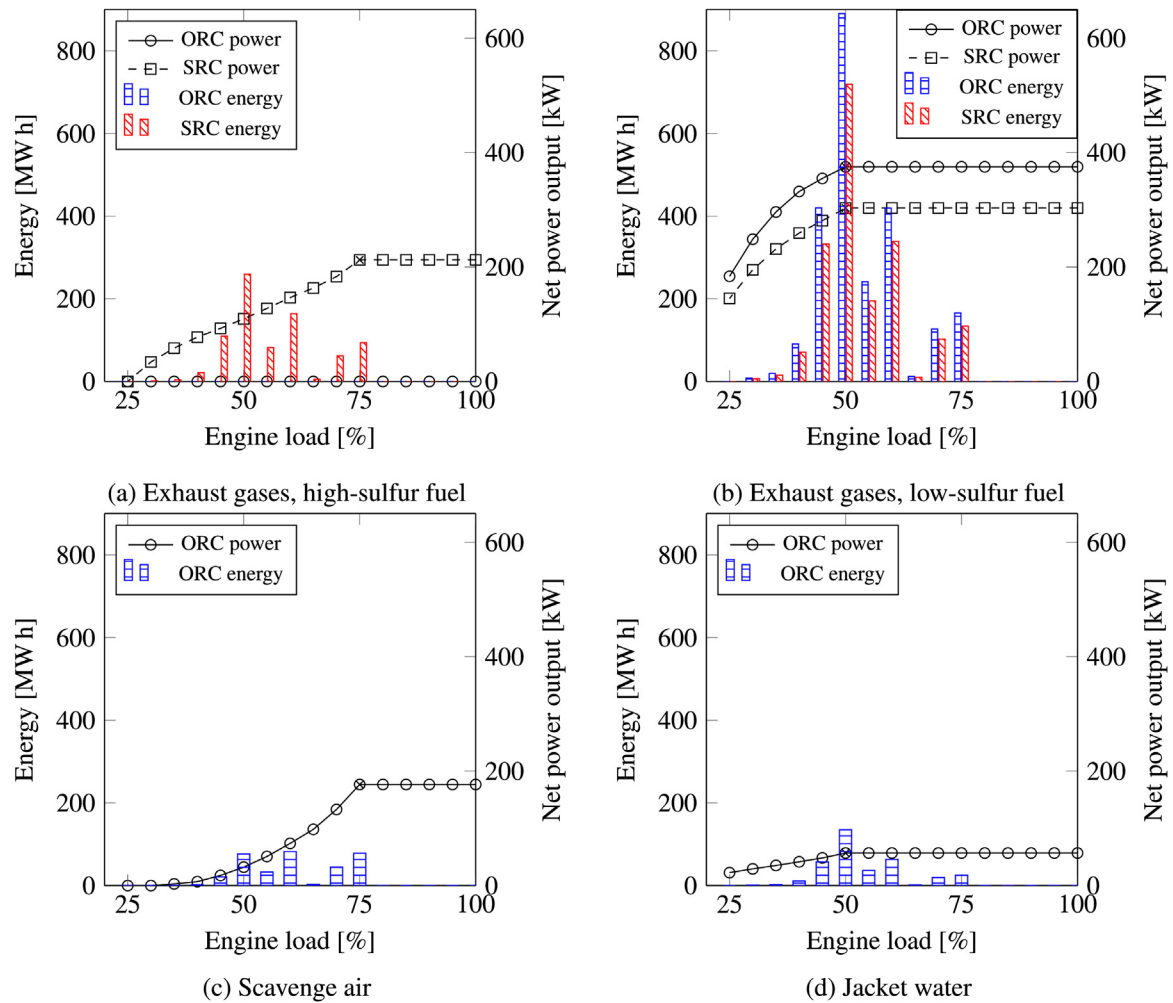 ORC power
SRC power
ORC energy
SRC energy
800
600
400
200
0
600
400
200
0
25
50
75
100
Energy [MW h]
Net power output [kW]
Engine load [%]
(a) Exhaust gases, high-sulfur fuel
ORC power
SRC power
ORC energy
SRC energy
800
600
400
200
0
600
400
200
0
25
50
75
100
Energy [MW h]
Net power output [kW]
Engine load [%]
(b) Exhaust gases, low-sulfur fuel
ORC power
ORC energy
800
600
400
200
0
600
400
200
0
25
50
75
100
Energy [MW h]
Net power output [kW]
Engine load [%]
(c) Scavenge air
ORC power
ORC energy
800
600
400
200
0
600
400
200
0
25
50
75
100
Energy [MW h]
Net power output [kW]
Engine load [%]
(d) Jacket water